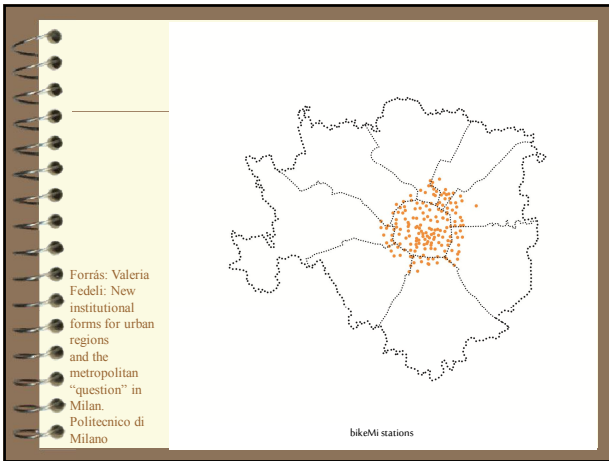 Forrás: Valeria
Fedeli: New
institutional
forms for urban
regions
and the
metropolitan
“question” in
Milan.
Politecnico di
Milano
bikeMi stations